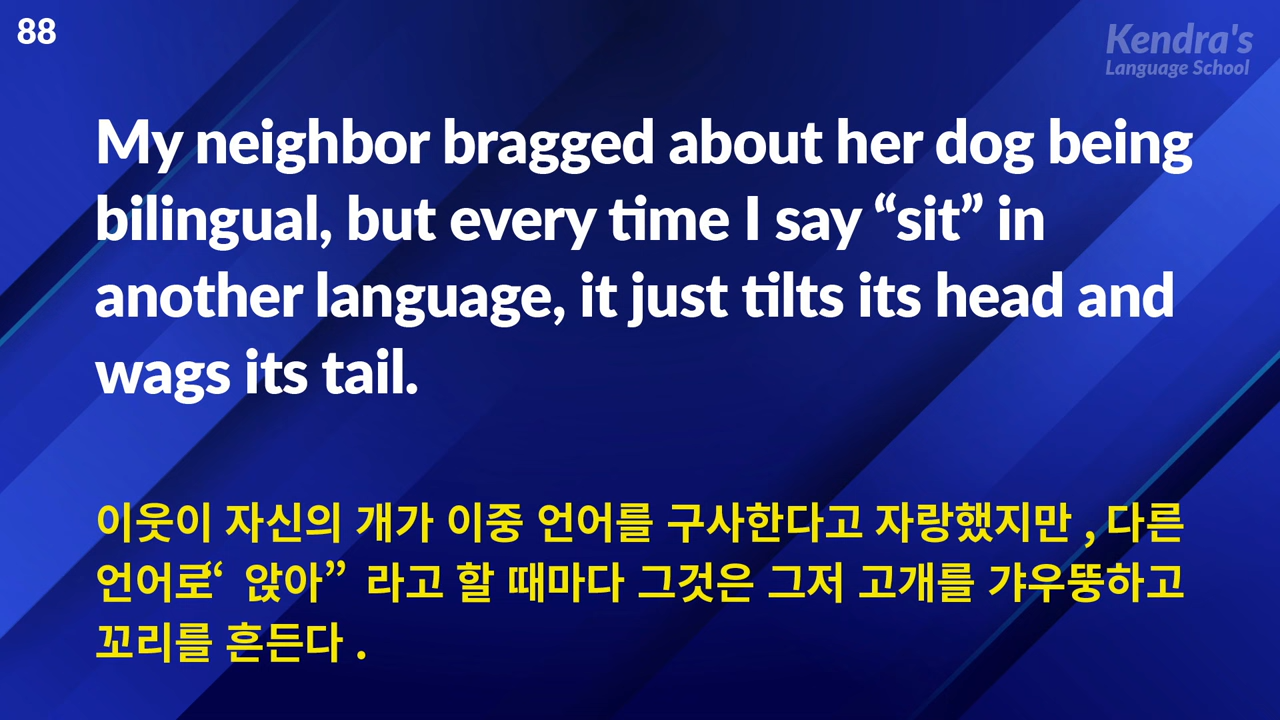 88
Kendra's
Language School
My neighbor bragged about her dog being
bilingual, but every time I say “sit” in
another language, it just tilts its head and
wags its tail.
이웃이 자신의 개가 이중 언어를 구사한다고 자랑했지만 , 다른
언어로“ 앉아” 라고 할 때마다 그것은 그저 고개를 갸우뚱하고
꼬리를 흔든다 .